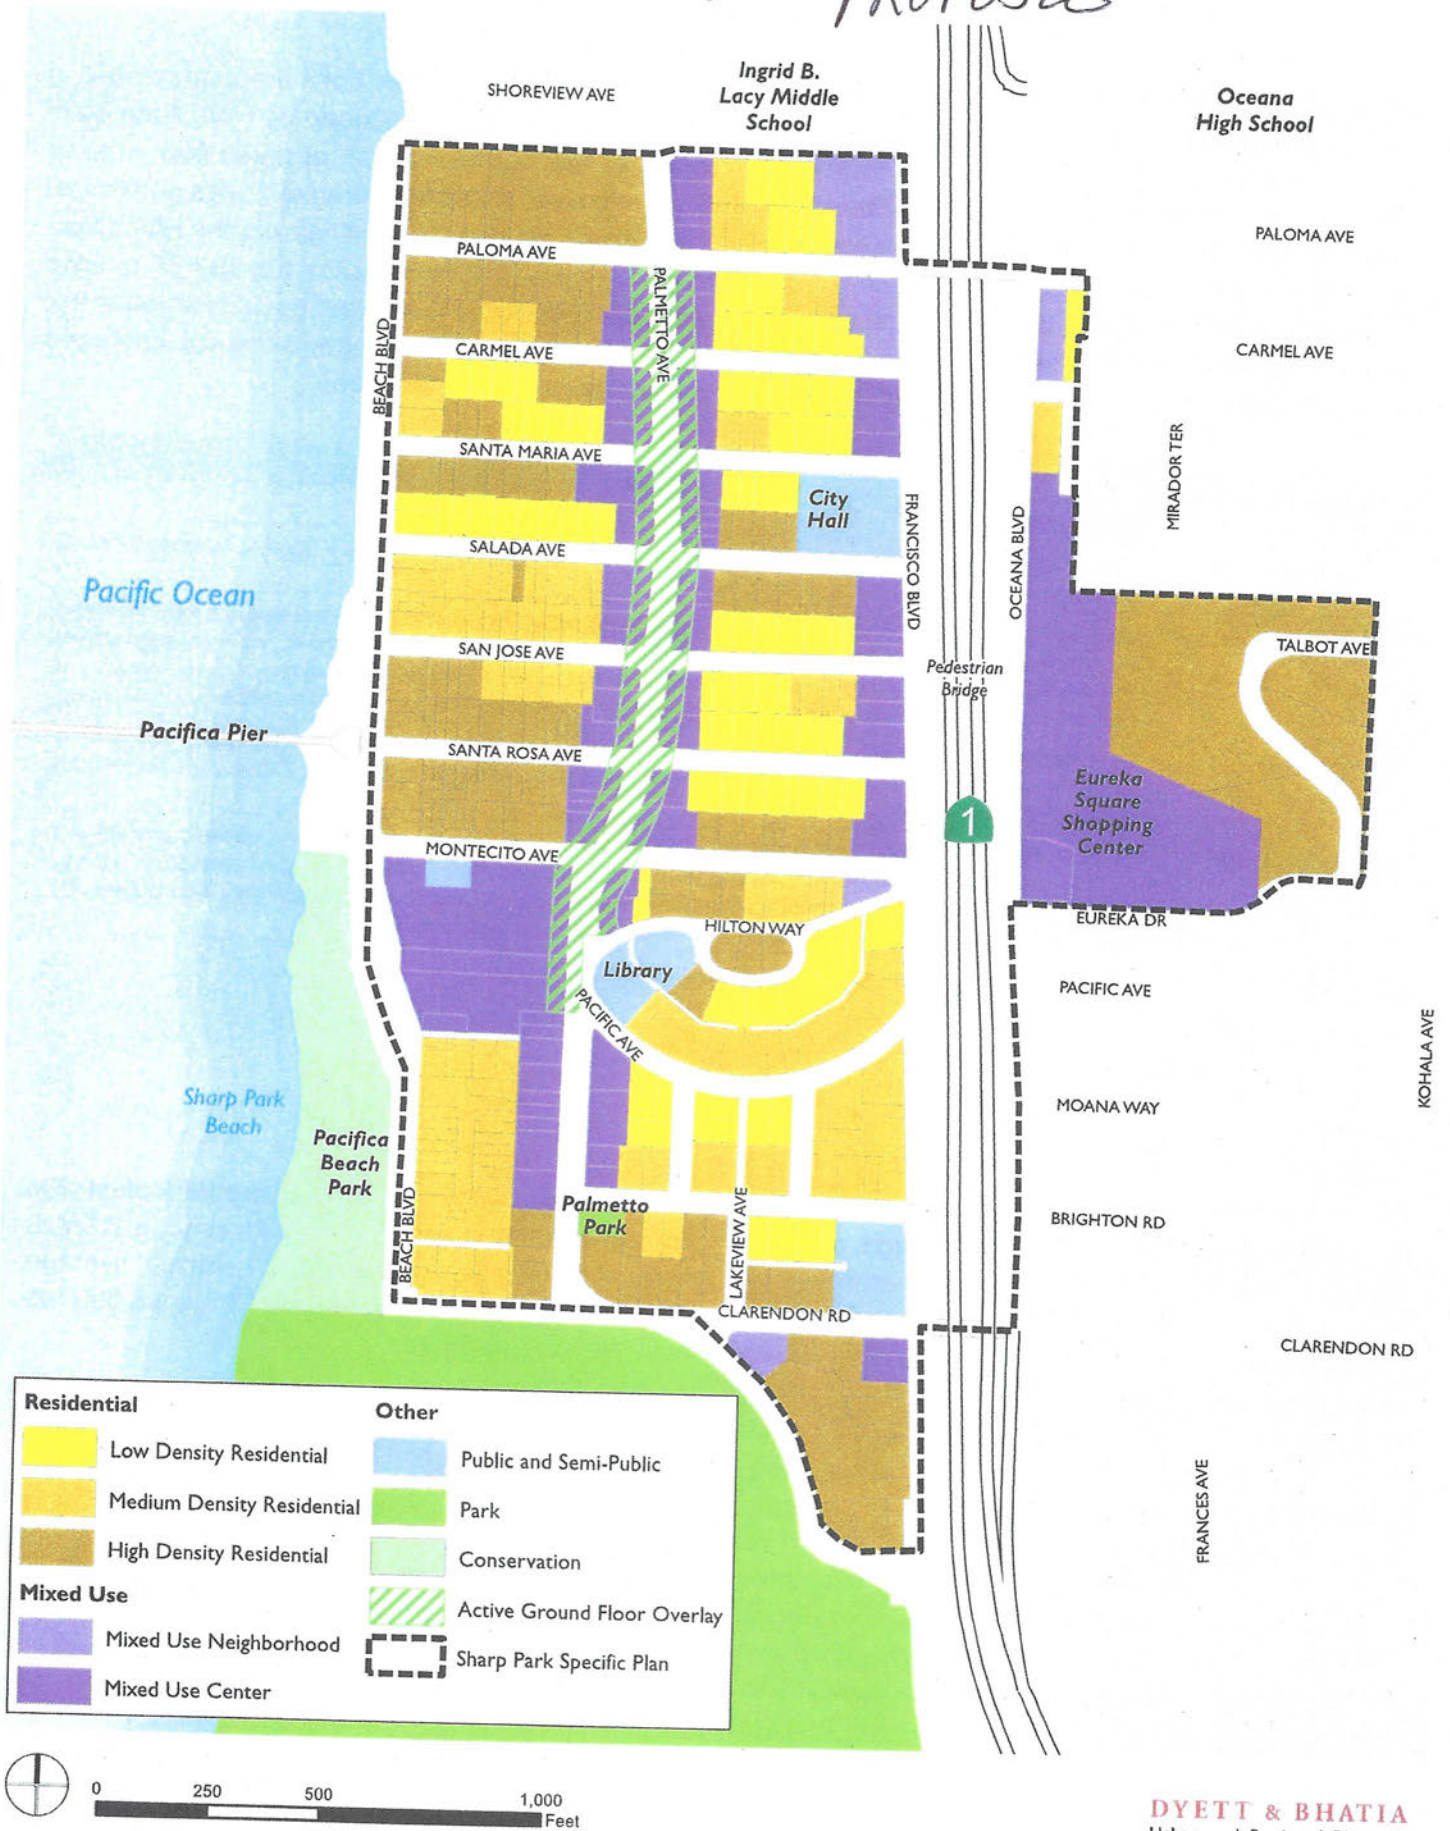 Proposed
SHOREVIEW AVE
Ingrid B.
Lacy Middle
School
Oceana
High School
PALOMA AVE
PALOMA AVE
BEACH BLVD
PALMETTO AVE
CARMEL AVE
CARMEL AVE
SANTA MARIA AVE
MIRADOR TER
City
Hall
FRANCISCO BLVD
OCEANA BLVD
SALADA AVE
Pacific Ocean
SAN JOSE AVE
TALBOT AVE
Pedestrian
Bridge
Pacifica Pier
SANTA ROSA AVE
Eureka
Square
Shopping
Center
1
MONTECITO AVE
EUREKA DR
HILTON WAY
Library
PACIFIC AVE
PACIFIC AVE
KOHALA AVE
Sharp Park
Beach
MOANA WAY
Pacifica
Beach
Park
BEACH BLVD
Palmetto
Park
LAKEVIEW AVE
BRIGHTON RD
CLARENDON RD
CLARENDON RD
FRANCES AVE
Residential
Low Density Residential
Medium Density Residential
High Density Residential
Mixed Use
Mixed Use Neighborhood
Mixed Use Center
Other
Public and Semi-Public
Park
Conservation
Active Ground Floor Overlay
Sharp Park Specific Plan
0 250 500 1,000
Feet
DYETT & BHATIA